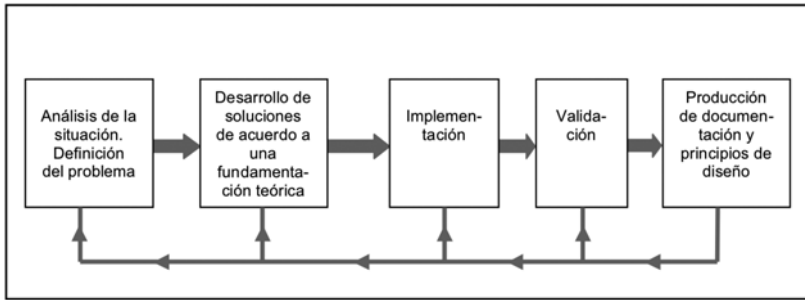 Análisis de la
situación.
Definición
del problema
Desarrollo de
soluciones
de acuerdo a
una
fundamenta-
ción teórica
Implemen-
tación
Valida-
ción
Producción
de documen-
tación y
principios de
diseño